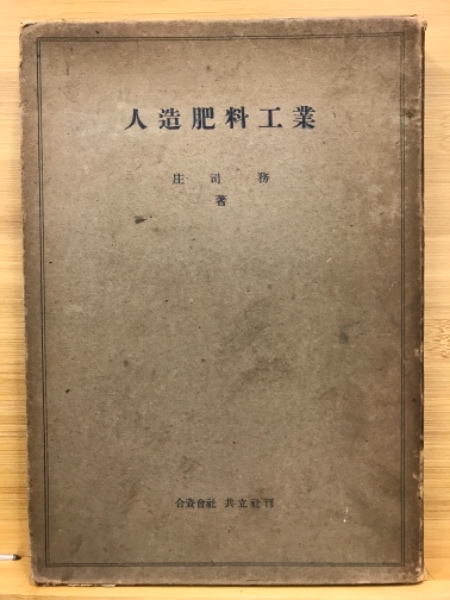 人造肥料工業
庄司務
著
合資會社 共立社刊